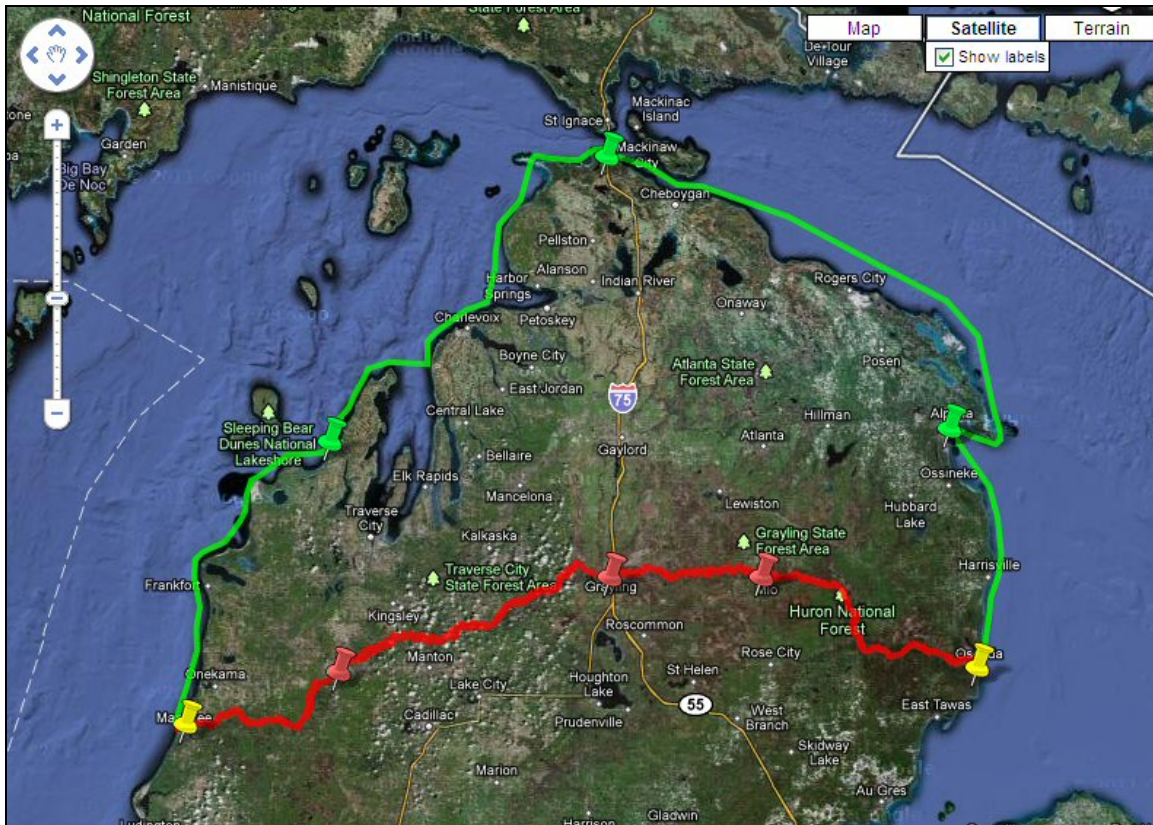 National Forest
State Forest Area
Map
Satellite
Terrain
Show labels
De Tour
Village
Shingleton State
Forest Area
Manistique
Mackinac
Island
St Ignace
Garden
Mackinaw
City
Big Bay
De Noc
Cheboygan
Pellston
Alanson
Indian River
Harbor
Springs
Rogers City
Onaway
Petoskey
Charlevoix
Boyne City
Posen
Atlanta State
Forest Area
East Jordan
75
Central Lake
Hillman
Sleeping Bear
Dunes National
Lakeshore
Atlanta
Gaylord
Bellaire
Elk Rapids
Ossineke
Mancelona
Lewiston
Hubbard
Lake
Traverse
City
Kalkaska
Grayling State
Forest Area
Harrisville
Traverse City
State Forest Area
Frankfort
Grayling
Mio
Huron National
Forest
Kingsley
Roscommon
Manton
Rose City
Onekama
St Helen
Lake City
Houghton
Lake
55
East Tawas
Cadillac
Prudenville
West
Branch
Skidway
Lake
Marion
Au Gres
Gladwin
Harrison
Ludington